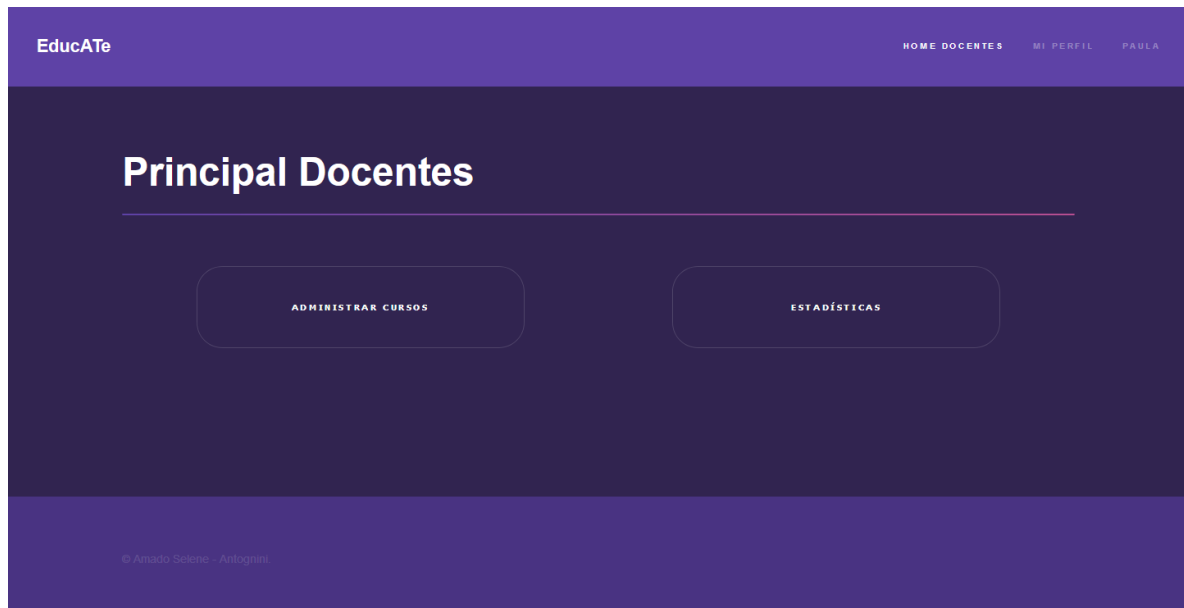 EducATe
HOME DOCENTES MI PERFIL PAULA
Principal Docentes
ADMINISTRAR CURSOS
ESTADÍSTICAS
© Amado Selene - Antognini.